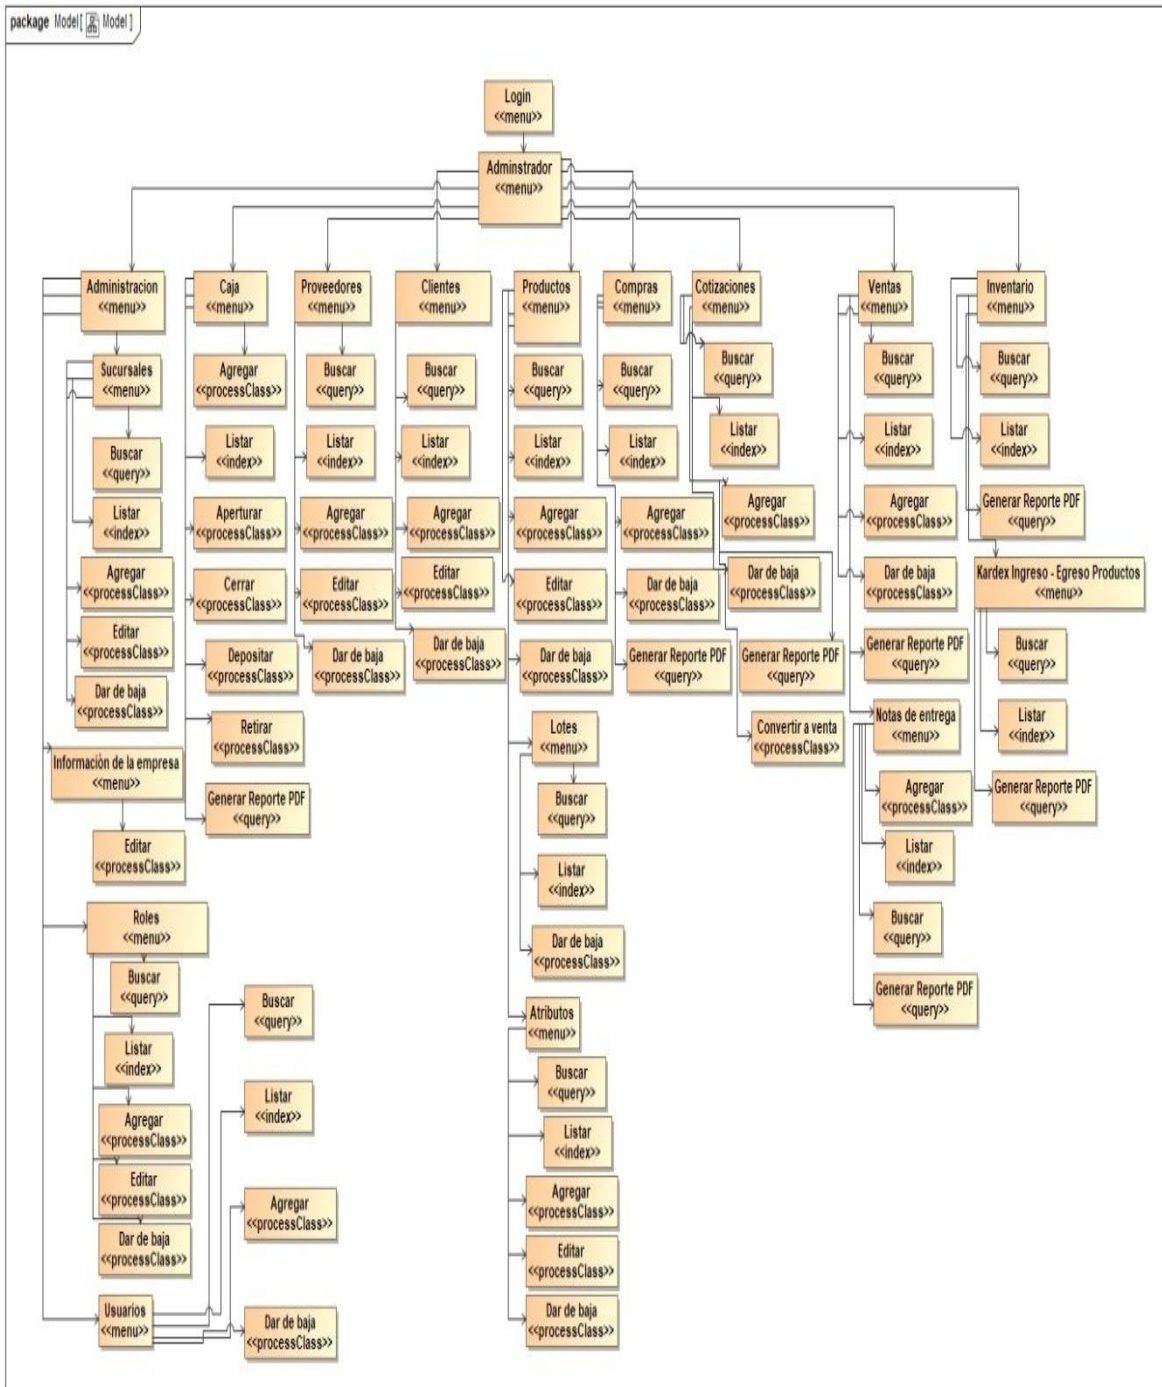 package Model[ Model ]
Login
<<menu>>
Adminstrador
<<menu>>
Administracion
<<menu>>
Sucursales
<<menu>>
Buscar
<<query>>
Listar
<<index>>
Agregar
<<processClass>>
Editar
<<processClass>>
Dar de baja
<<processClass>>
Informaciòn de la empresa
<<menu>>
Editar
<<processClass>>
Roles
<<menu>>
Buscar
<<query>>
Listar
<<index>>
Agregar
<<processClass>>
Editar
<<processClass>>
Dar de baja
<<processClass>>
Usuarios
<<menu>>
Buscar
<<query>>
Listar
<<index>>
Agregar
<<processClass>>
Dar de baja
<<processClass>>
Caja
<<menu>>
Agregar
<<processClass>>
Listar
<<index>>
Aperturar
<<processClass>>
Cerrar
<<processClass>>
Depositar
<<processClass>>
Retirar
<<processClass>>
Generar Reporte PDF
<<query>>
Proveedores
<<menu>>
Buscar
<<query>>
Listar
<<index>>
Agregar
<<processClass>>
Editar
<<processClass>>
Dar de baja
<<processClass>>
Clientes
<<menu>>
Buscar
<<query>>
Listar
<<index>>
Agregar
<<processClass>>
Editar
<<processClass>>
Dar de baja
<<processClass>>
Productos
<<menu>>
Buscar
<<query>>
Listar
<<index>>
Agregar
<<processClass>>
Editar
<<processClass>>
Dar de baja
<<processClass>>
Lotes
<<menu>>
Buscar
<<query>>
Listar
<<index>>
Dar de baja
<<processClass>>
Atributos
<<menu>>
Buscar
<<query>>
Listar
<<index>>
Agregar
<<processClass>>
Editar
<<processClass>>
Dar de baja
<<processClass>>
Compras
<<menu>>
Buscar
<<query>>
Listar
<<index>>
Agregar
<<processClass>>
Dar de baja
<<processClass>>
Generar Reporte PDF
<<query>>
Cotizaciones
<<menu>>
Buscar
<<query>>
Listar
<<index>>
Agregar
<<processClass>>
Dar de baja
<<processClass>>
Generar Reporte PDF
<<query>>
Convertir a venta
<<processClass>>
Ventas
<<menu>>
Buscar
<<query>>
Listar
<<index>>
Agregar
<<processClass>>
Dar de baja
<<processClass>>
Generar Reporte PDF
<<query>>
Notas de entrega
<<menu>>
Agregar
<<processClass>>
Listar
<<index>>
Buscar
<<query>>
Generar Reporte PDF
<<query>>
Inventario
<<menu>>
Buscar
<<query>>
Listar
<<index>>
Generar Reporte PDF
<<query>>
Kardex Ingreso - Egreso Productos
<<menu>>
Buscar
<<query>>
Listar
<<index>>
Generar Reporte PDF
<<query>>